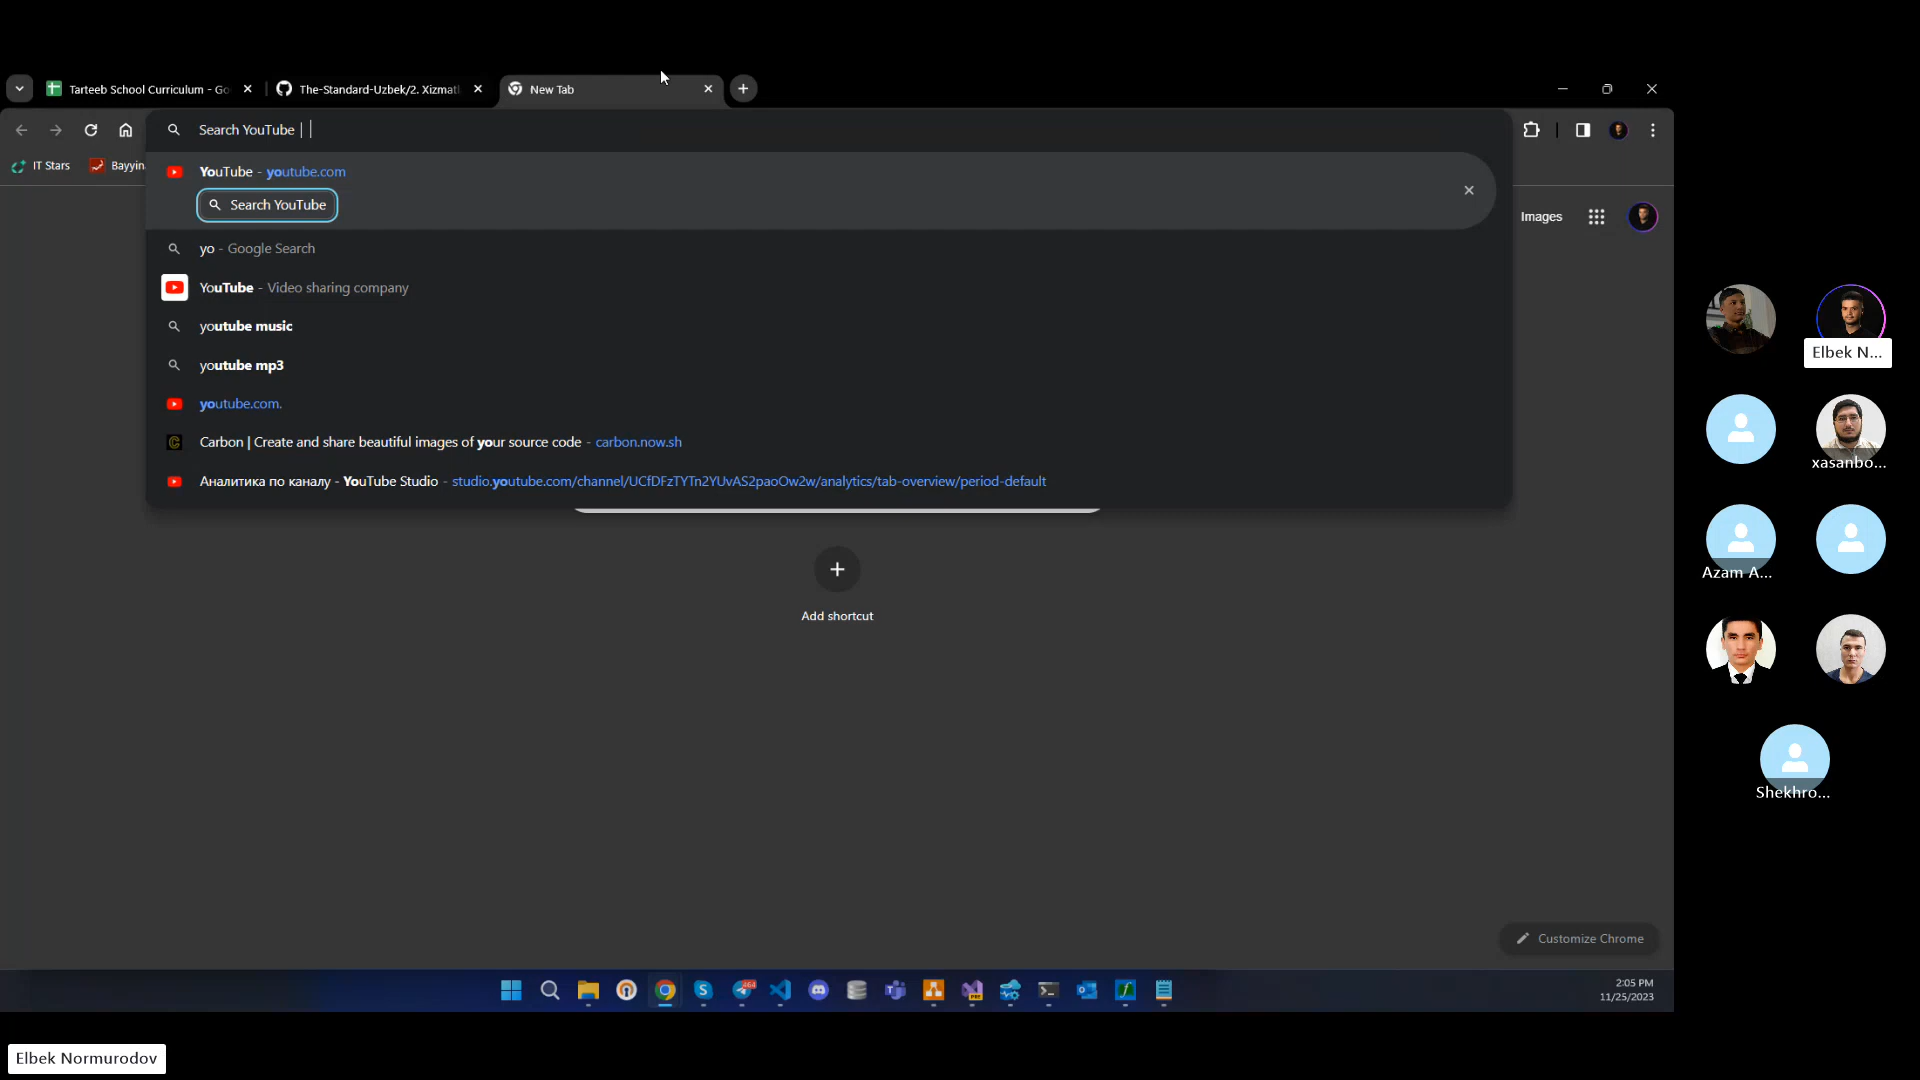 Tarteeb School Curriculum - Go
The-Standard-Uzbek/2. Xizmatl
New Tab
Search YouTube |
IT Stars
Bayyin
YouTube - youtube.com
Search YouTube
yo - Google Search
YouTube - Video sharing company
youtube music
youtube mp3
youtube.com.
Carbon | Create and share beautiful images of your source code - carbon.now.sh
Аналитика по каналу - YouTube Studio - studio.youtube.com/channel/UCfDFzTYTn2YUvAS2paoOw2w/analytics/tab-overview/period-default
Images
Add shortcut
Customize Chrome
464
PRE
2:05 PM
11/25/2023
Elbek N...
xasanbo...
Azam A...
Shekhro...
Elbek Normurodov